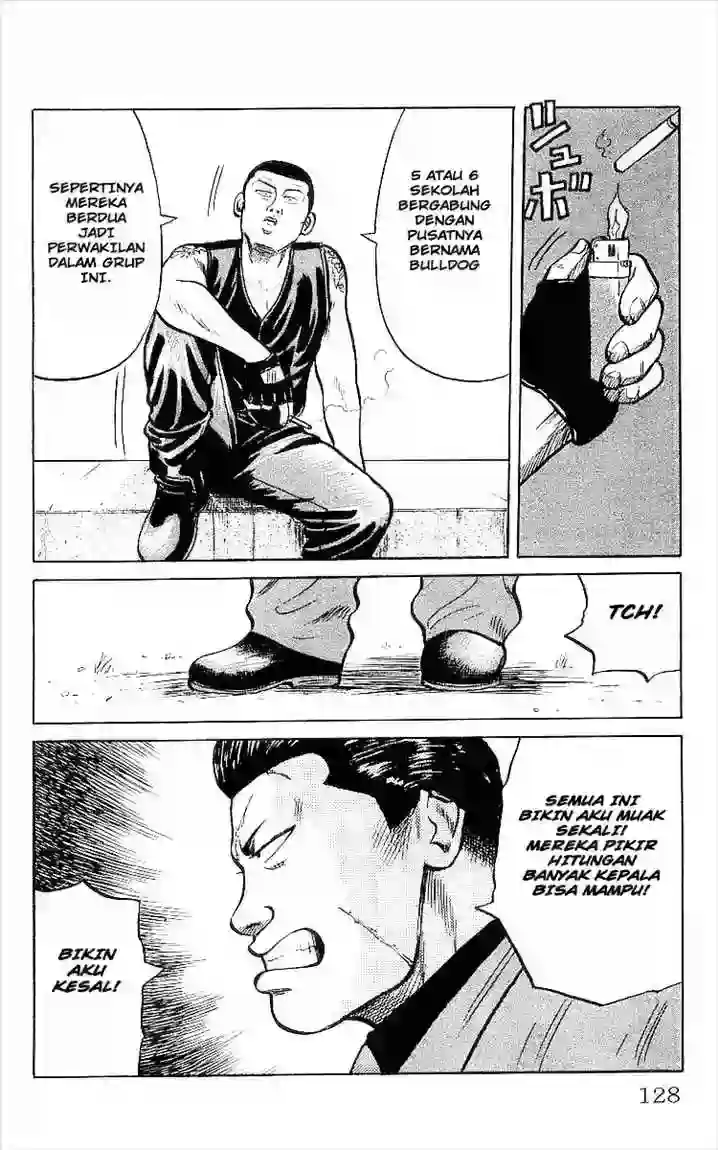 ジュボ
5 ATAU 6
SEKOLAH
BERGABUNG
DENGAN
PUSATNYA
BERNAMA
BULLDOG
SEPERTINYA
MEREKA
BERDUA
JADI
PERWAKILAN
DALAM GRUP
INI.
TCH!
SEMUA INI
BIKIN AKU MUAK
SEKALI!
MEREKA PIKIR
HITUNGAN
BANYAK KEPALA
BISA MAMPU!
BIKIN
AKU
KESAL!
128